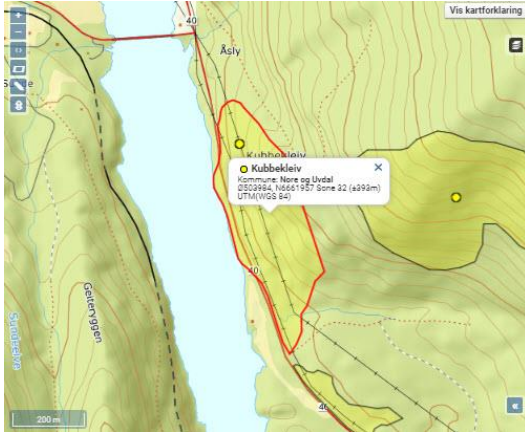 Vis kartforklaring
40
Åsly
Kubbekleiv
Kubbekleiv
Kommune: Nore og Uvdal
Ø503984, N6661957 Sone 32 (±393m)
UTM(WGS 84)
40
Geiteryggen
40
200 m